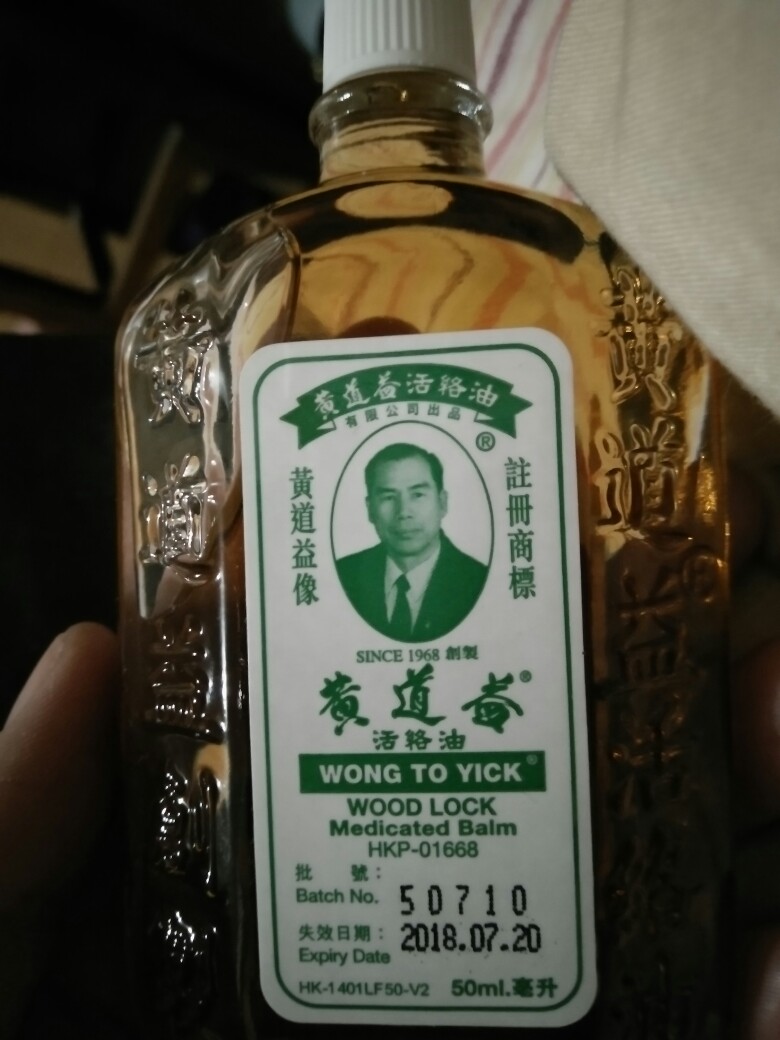 黃道益活絡油
有限公司出品
®
黃道益像
註冊商標
SINCE 1968 創製
黃道益®
活絡油
WONG TO YICK®
WOOD LOCK
Medicated Balm
HKP-01668
批 號：
Batch No. 50710
失效日期：
Expiry Date 2018.07.20
HK-1401LF50-V2 50ml.毫升
黃道益
黃道益活絡油